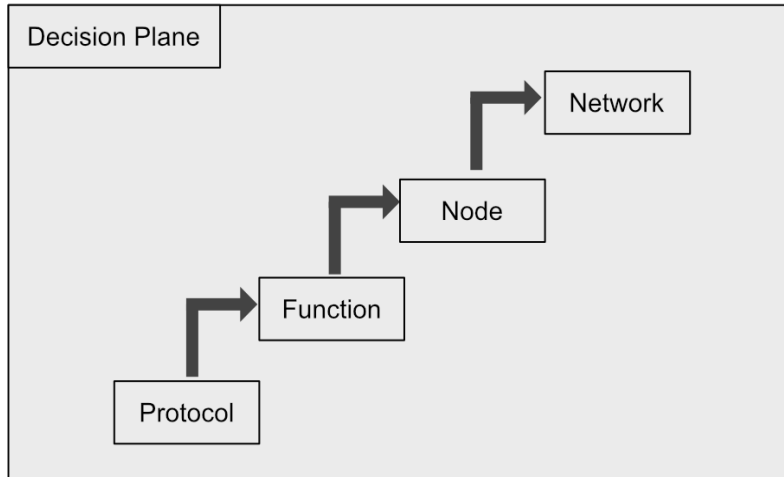 Decision Plane
Network
Node
Function
Protocol